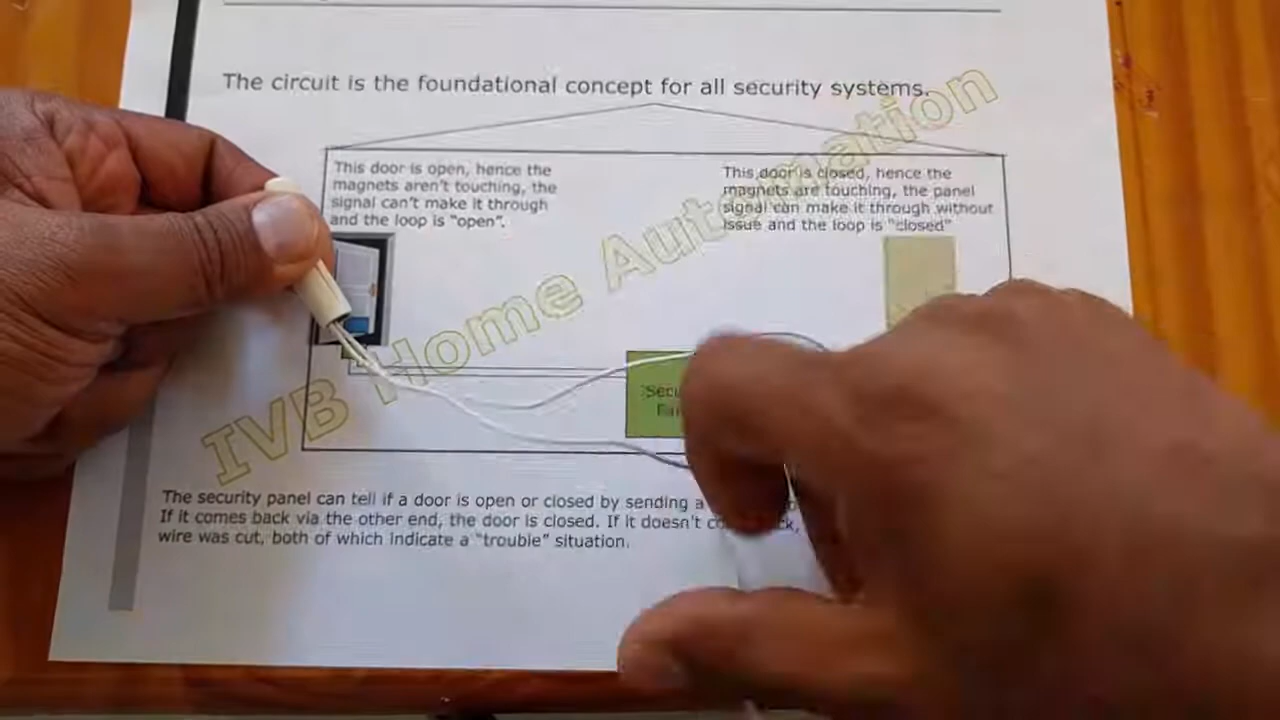 The circuit is the foundational concept for all security systems.
This door is open, hence the
magnets aren't touching, the
signal can't make it through
and the loop is "open".
This door is closed, hence the
magnets are touching, the panel
signal can make it through without
issue and the loop is "closed"
IVB Home Automation
The security panel can tell if a door is open or closed by sending a
If it comes back via the other end, the door is closed. If it doesn't
wire was cut, both of which indicate a "trouble" situation.